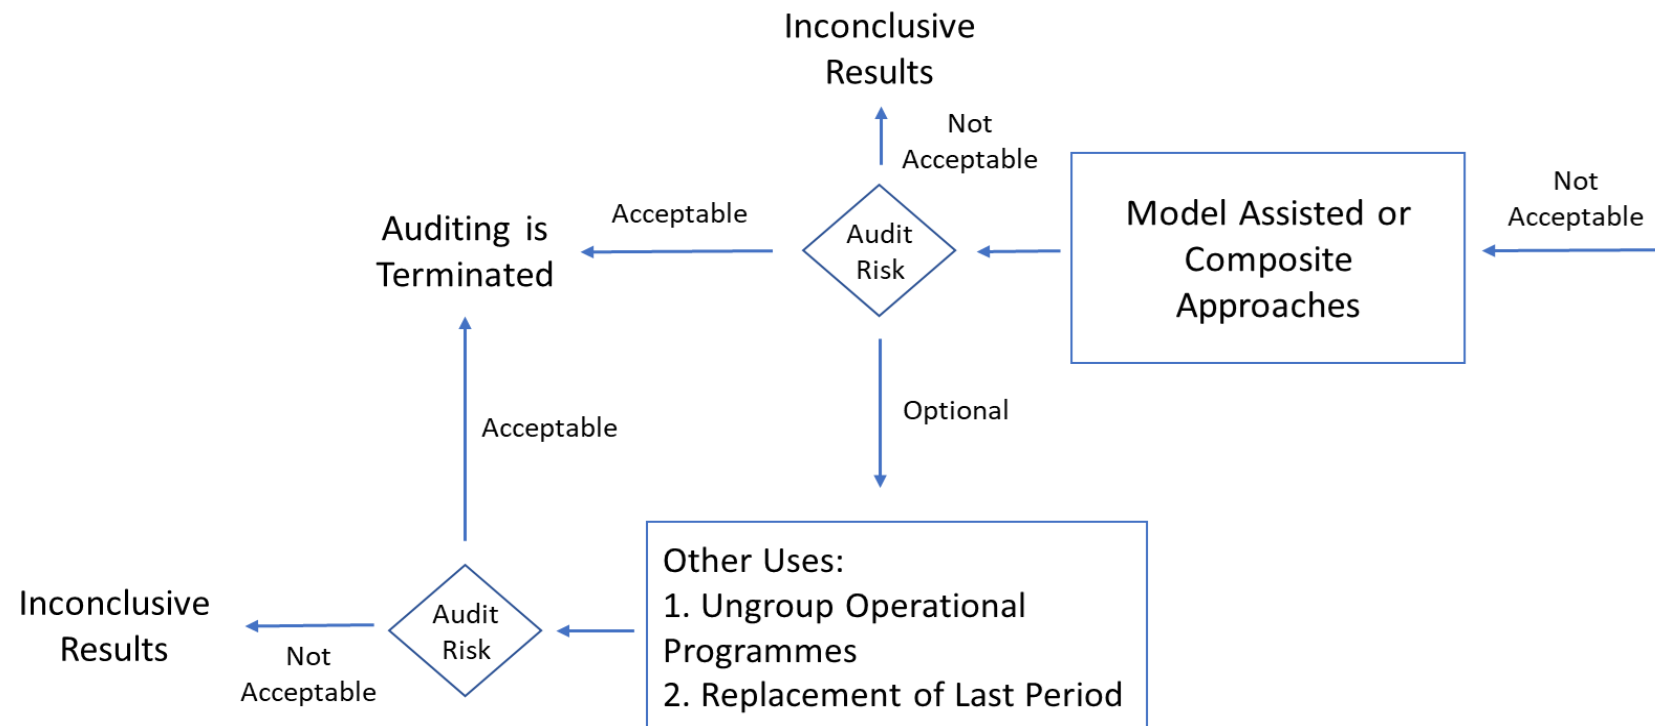 Inconclusive
Results
Not
Acceptable
Not
Acceptable
Model Assisted or
Composite
Approaches
Audit
Risk
Acceptable
Auditing is
Terminated
Optional
Acceptable
Other Uses:
1. Ungroup Operational
Programmes
2. Replacement of Last Period
Audit
Risk
Inconclusive
Results
Not
Acceptable